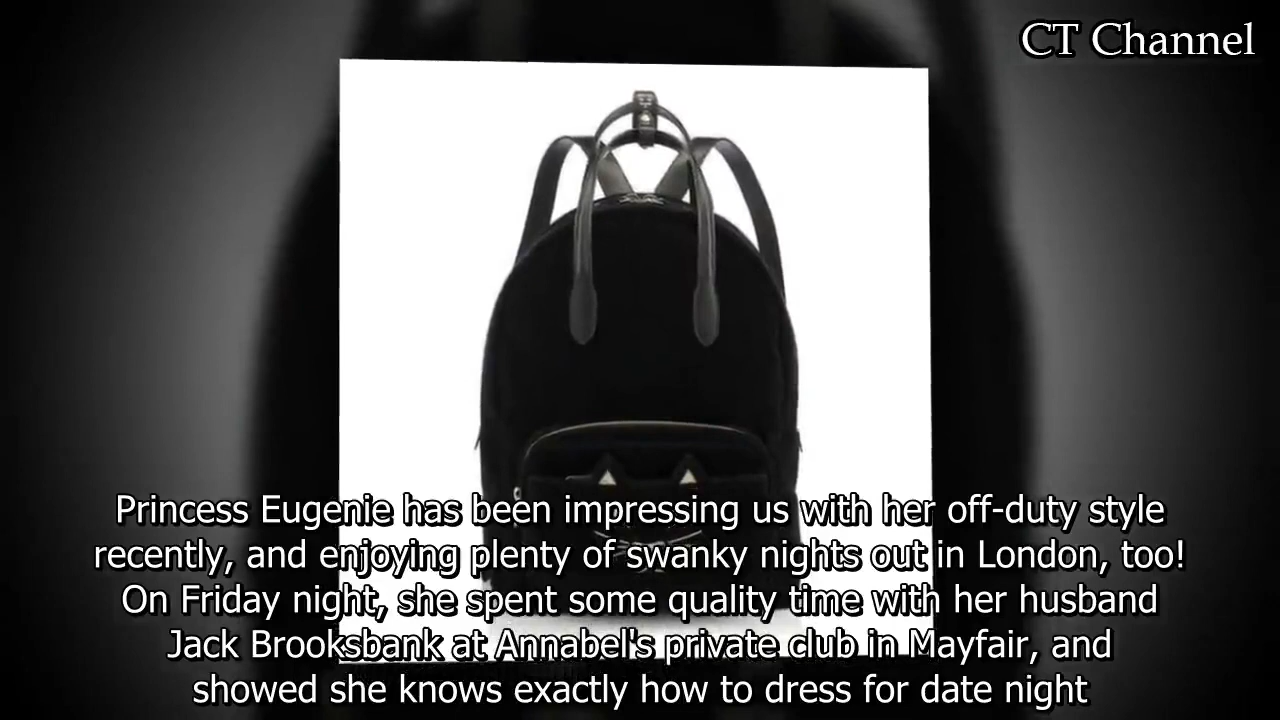 CT Channel
Princess Eugenie has been impressing us with her off-duty style
recently, and enjoying plenty of swanky nights out in London, too!
On Friday night, she spent some quality time with her husband
Jack Brooksbank at Annabel's private club in Mayfair, and
showed she knows exactly how to dress for date night